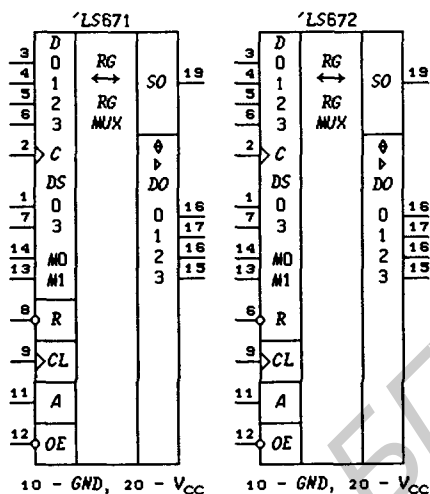 'LS671
D
3 0 RG
4 1 ↔ SO 19
5 2 RG
6 3 MUX
2 C
DS DO
1 0 0 16
7 3 1 17
14 M0 2 16
13 M1 3 15
8 R
9 CL
11 A
12 OE
10 - GND, 20 - VCC
'LS672
D
3 0 RG
4 1 ↔ SO 19
5 2 RG
6 3 MUX
2 C
DS DO
1 0 0 16
7 3 1 17
14 M0 2 16
13 M1 3 15
6 R
9 CL
11 A
12 OE
10 - GND, 20 - VCC